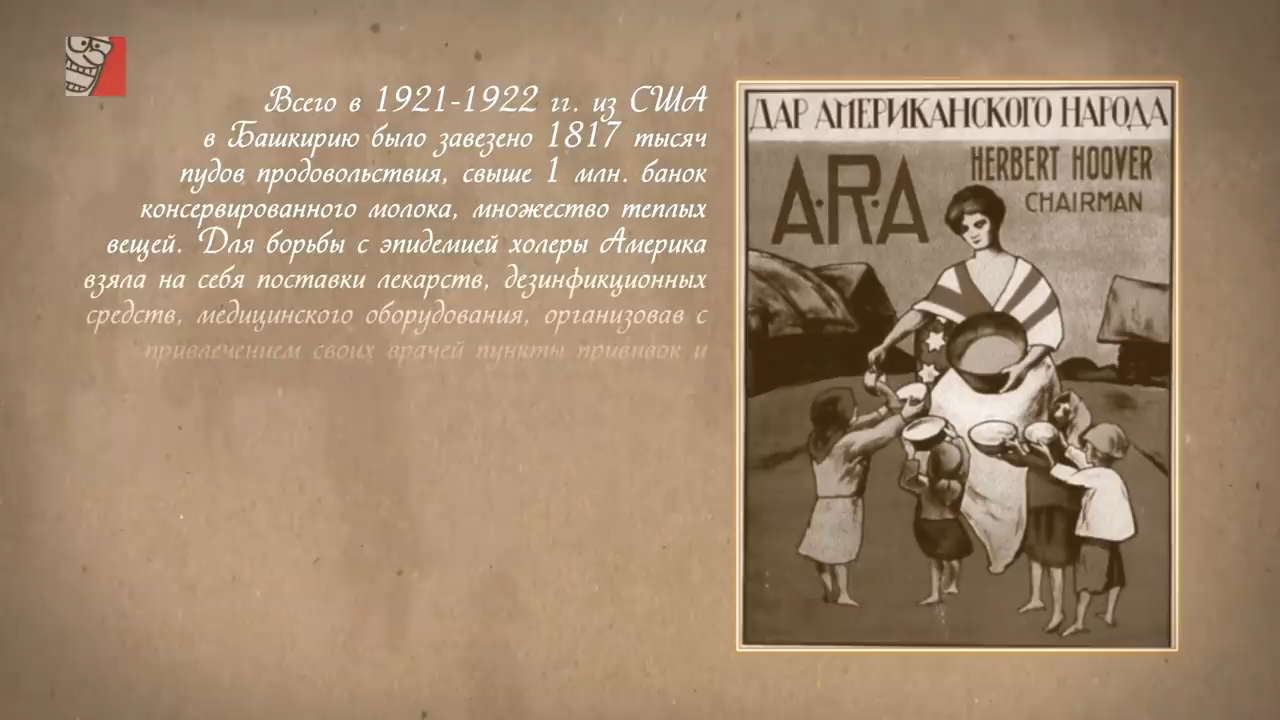 Всего в 1921-1922 гг. из США
в Башкирию было завезено 1817 тысяч
пудов продовольствия, свыше 1 млн. банок
консервированного молока, множество теплых
вещей. Для борьбы с эпидемией холеры Америка
взяла на себя поставки лекарств, дезинфикционных
средств, медицинского оборудования, организовав с
привлечением своих врачей пункты прививок и
ДАР АМЕРИКАНСКОГО НАРОДА
A·R·A
HERBERT HOOVER
CHAIRMAN